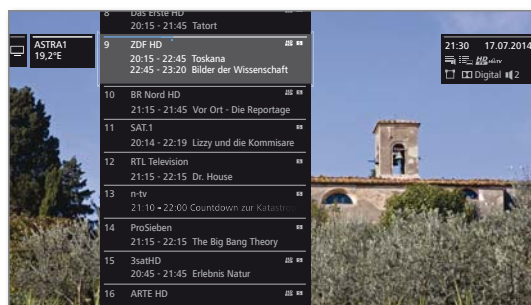 ASTRA1
19,2°E
8 Das Erste HD
20:15 - 21:45 Tatort
9 ZDF HD
20:15 - 22:45 Toskana
22:45 - 23:20 Bilder der Wissenschaft
10 BR Nord HD
21:15 - 21:45 Vor Ort - Die Reportage
11 SAT.1
20:14 - 22:19 Lizzy und die Kommisare
12 RTL Television
21:15 - 22:15 Dr. House
13 n-tv
21:10 - 22:00 Countdown zur Katastro
14 ProSieben
21:15 - 22:15 The Big Bang Theory
15 3satHD
20:45 - 21:45 Erlebnis Natur
16 ARTE HD
21:30 17.07.2014
Digital 2